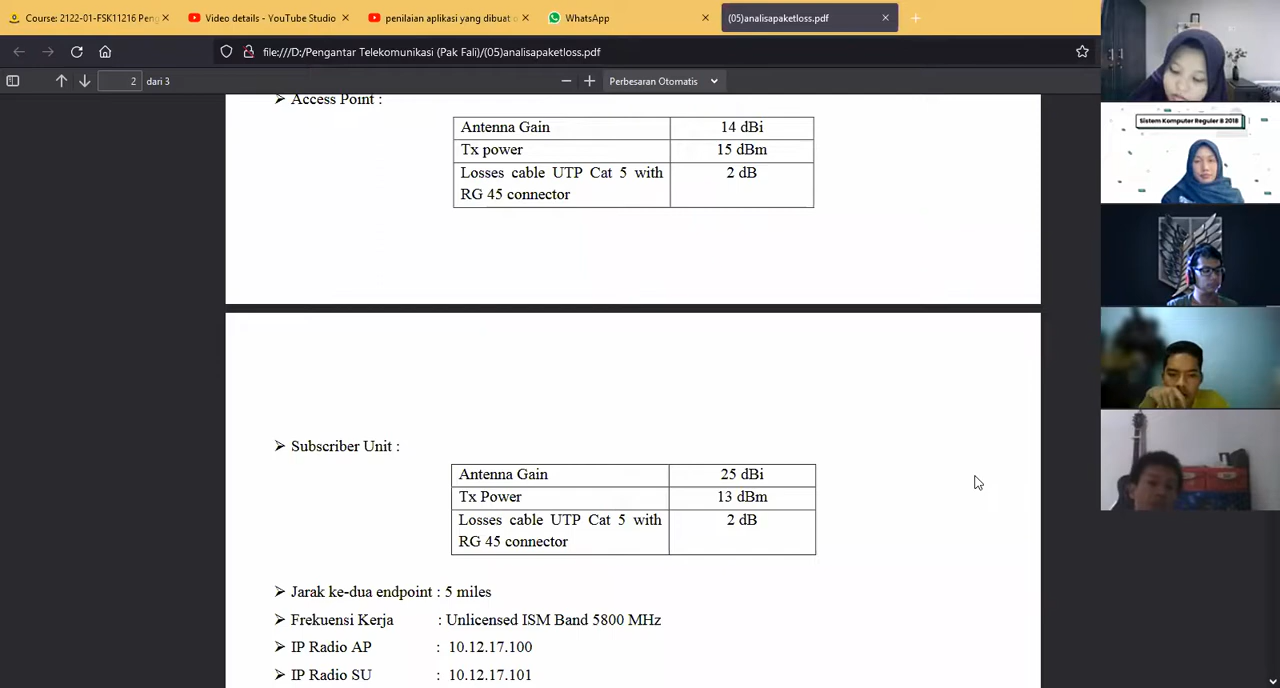 Course: 2122-01-FSK11216 Peng
Video details - YouTube Studio
penilaian aplikasi yang dibuat o
WhatsApp
(05)analisapaketloss.pdf
file:///D:/Pengantar Telekomunikasi (Pak Fali)/(05)analisapaketloss.pdf
2 dari 3
Perbesaran Otomatis
Sistem Komputer Reguler B 2018
➢ Access Point :
Antenna Gain 14 dBi
Tx power 15 dBm
Losses cable UTP Cat 5 with 2 dB
RG 45 connector
➢ Subscriber Unit :
Antenna Gain 25 dBi
Tx Power 13 dBm
Losses cable UTP Cat 5 with 2 dB
RG 45 connector
➢ Jarak ke-dua endpoint : 5 miles
➢ Frekuensi Kerja : Unlicensed ISM Band 5800 MHz
➢ IP Radio AP : 10.12.17.100
➢ IP Radio SU : 10.12.17.101